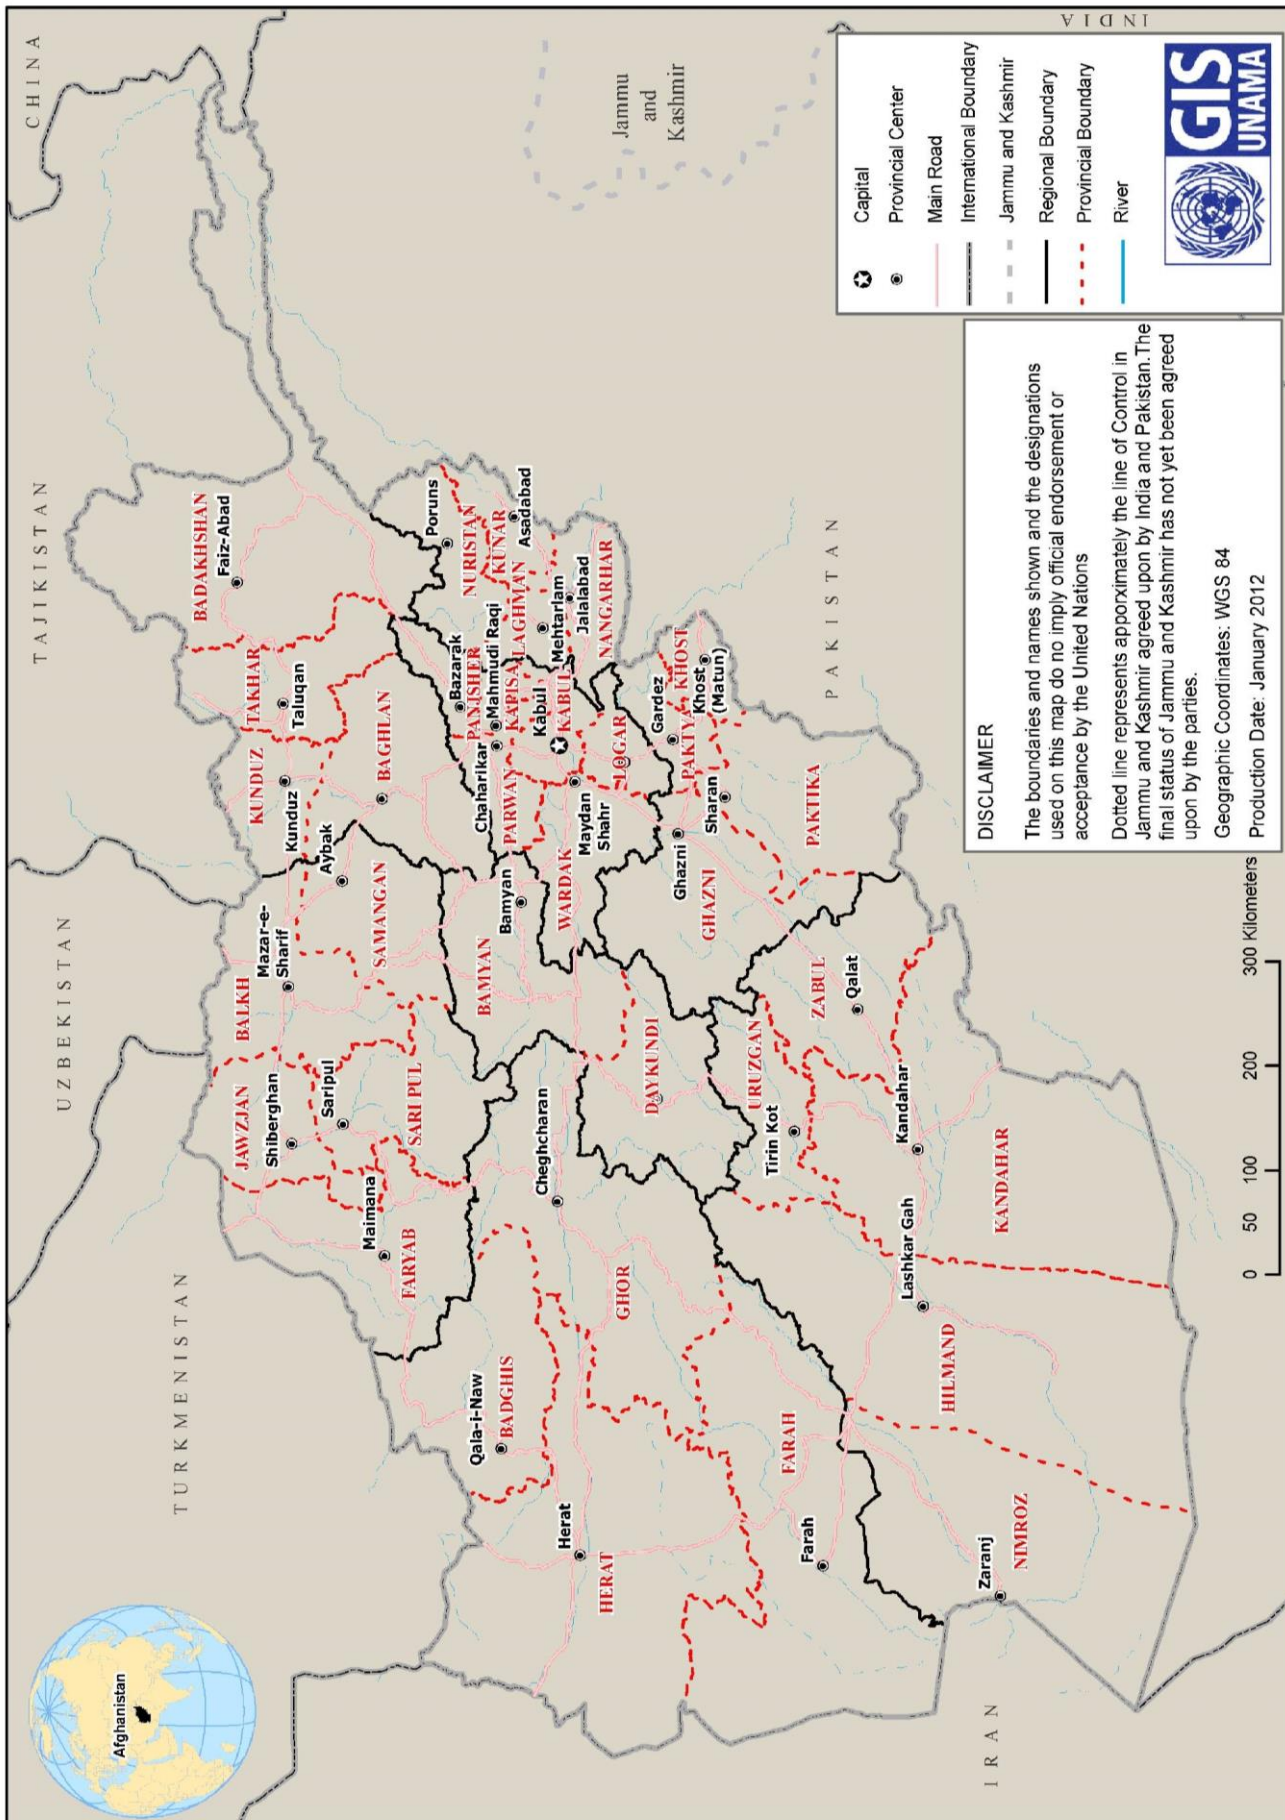 Afghanistan
CHINA
TAJIKISTAN
UZBEKISTAN
TURKMENISTAN
IRAN
PAKISTAN
INDIA
Jammu
and
Kashmir
BADAKHSHAN
Faiz-Abad
TAKHAR
Taluqan
KUNDUZ
Kunduz
BAGHLAN
Aybak
SAMANGAN
BALKH
Mazar-e-
Sharif
JAWZJAN
Shiberghan
Saripul
SARI PUL
Maimana
FARYAB
Qala-i-Naw
BADGHIS
Herat
HERAT
Cheghcharan
GHOR
BAMYAN
Bamyan
DAYKUNDI
WARDAK
Maydan
Shahr
PARWAN
Chaharikar
PANJSHER
Bazarak
Mahmudi Raqi
KAPISA
Kabul
KABUL
LOGAR
LAGHMAN
Mehtarlam
NURISTAN
Poruns
KUNAR
Asadabad
Jalalabad
NANGARHAR
Gardez
PAKTYA
KHOST
Khost
(Matun)
Sharan
PAKTIKA
Ghazni
GHAZNI
ZABUL
Qalat
URUZGAN
Tirin Kot
Kandahar
KANDAHAR
Lashkar Gah
HILMAND
FARAH
Farah
Zaranj
NIMROZ
0 50 100 200 300 Kilometers
DISCLAIMER
The boundaries and names shown and the designations
used on this map do no imply official endorsement or
acceptance by the United Nations
Dotted line represents apporximately the line of Control in
Jammu and Kashmir agreed upon by India and Pakistan.The
final status of Jammu and Kashmir has not yet been agreed
upon by the parties.
Geographic Coordinates: WGS 84
Production Date: January 2012
Capital
Provincial Center
Main Road
International Boundary
Jammu and Kashmir
Regional Boundary
Provincial Boundary
River
GIS
UNAMA